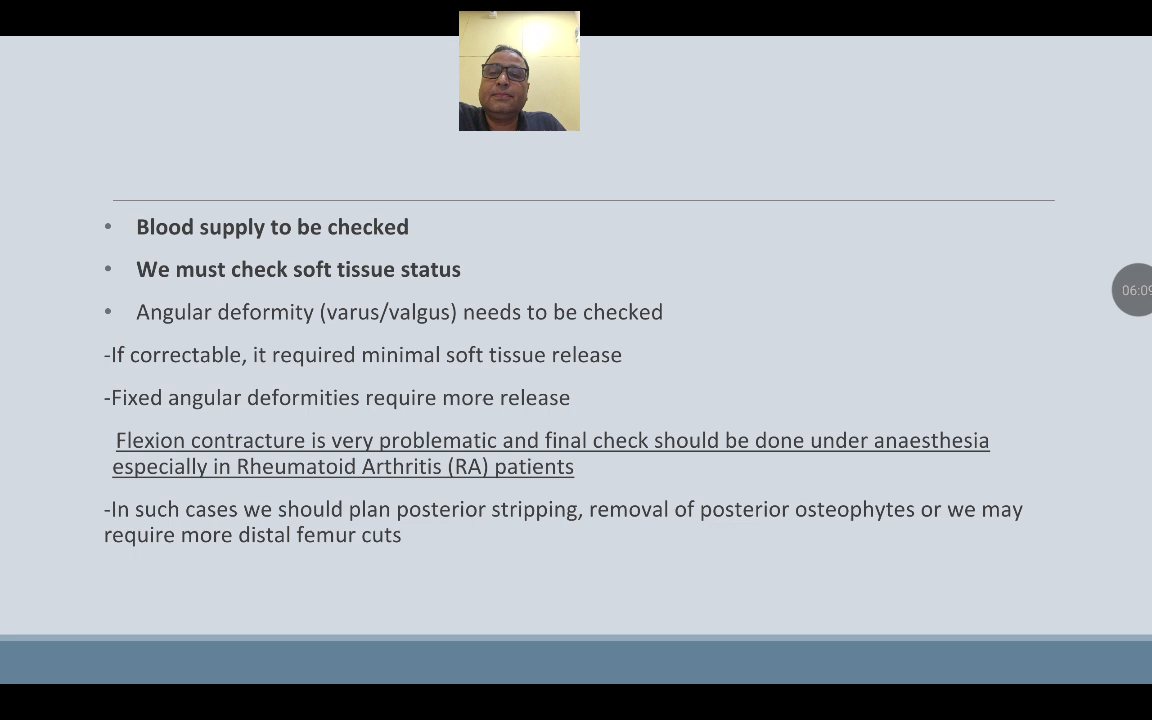 • Blood supply to be checked
• We must check soft tissue status
• Angular deformity (varus/valgus) needs to be checked
-If correctable, it required minimal soft tissue release
-Fixed angular deformities require more release
Flexion contracture is very problematic and final check should be done under anaesthesia
especially in Rheumatoid Arthritis (RA) patients
-In such cases we should plan posterior stripping, removal of posterior osteophytes or we may
require more distal femur cuts
06:09